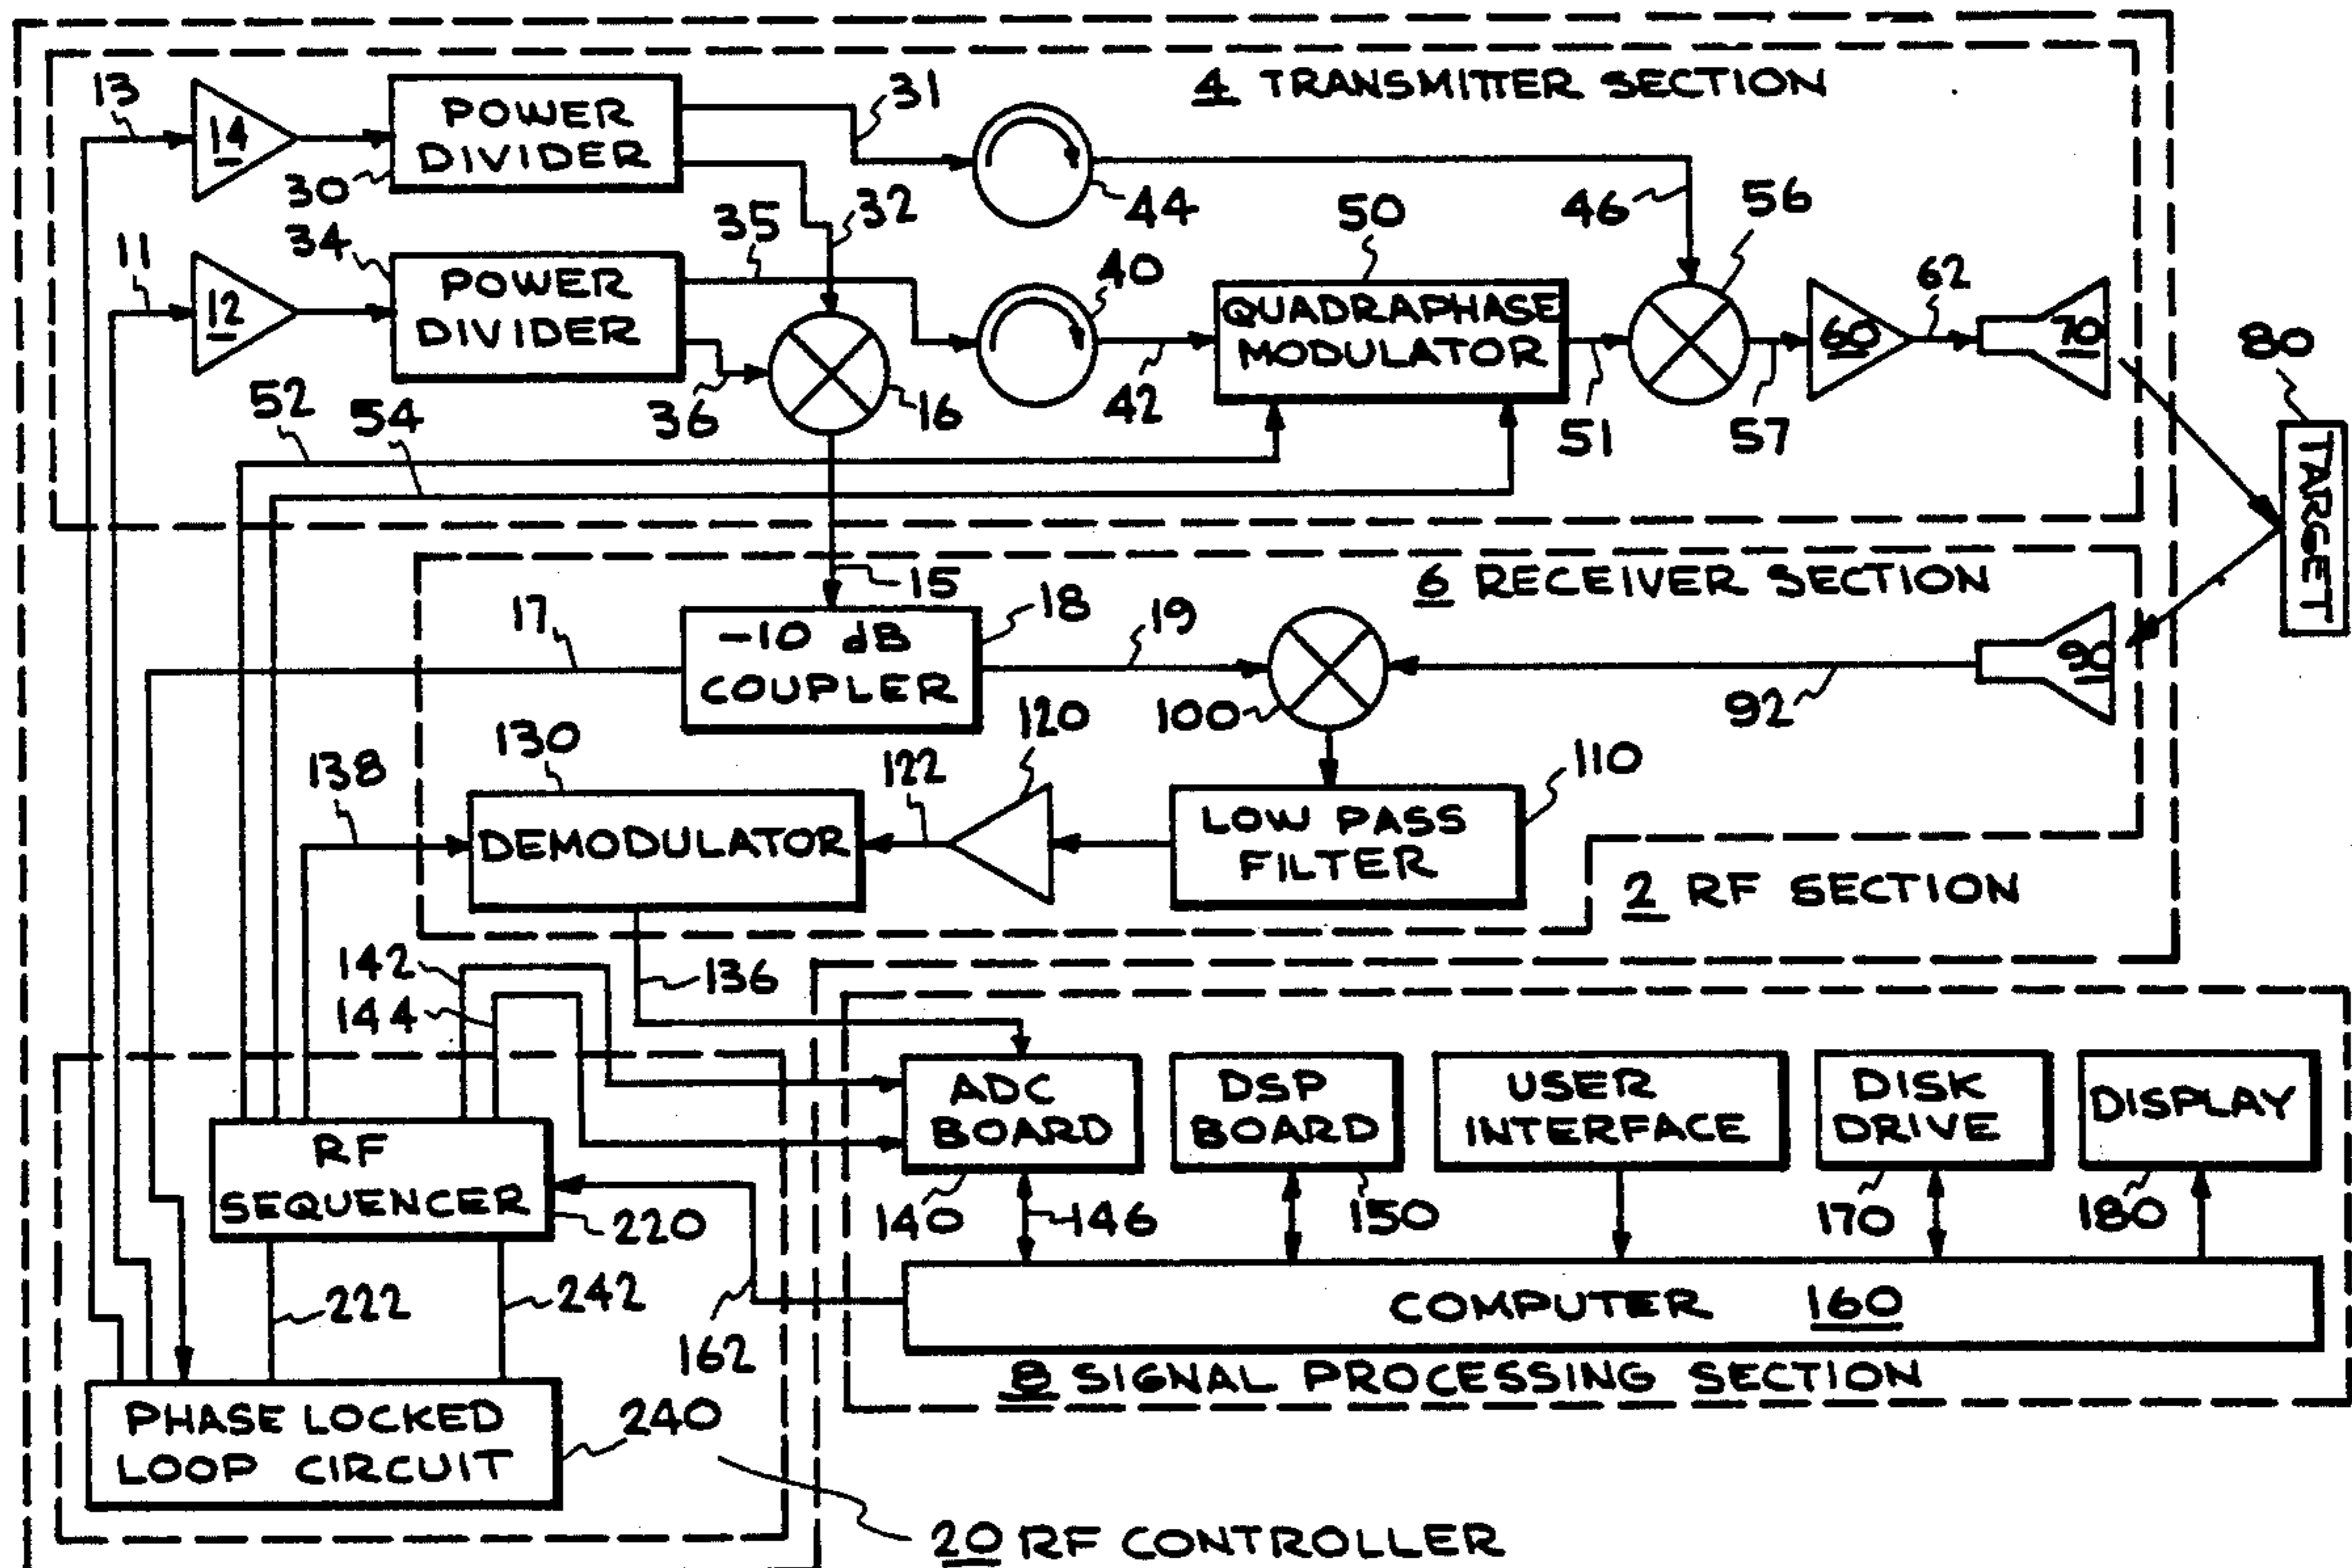 4 TRANSMITTER SECTION
13
14
POWER
DIVIDER
30
31
32
44
46
56
11
12
34
POWER
DIVIDER
35
36
16
40
42
50
QUADRAPHASE
MODULATOR
51
57
60
62
70
80
TARGET
52
54
15
6 RECEIVER SECTION
17
-10 dB
COUPLER
18
19
100
92
90
138
130
DEMODULATOR
122
120
LOW PASS
FILTER
110
2 RF SECTION
142
144
136
ADC
BOARD
DSP
BOARD
USER
INTERFACE
DISK
DRIVE
DISPLAY
RF
SEQUENCER
220
140
146
150
170
180
222
242
162
COMPUTER 160
8 SIGNAL PROCESSING SECTION
PHASE LOCKED
LOOP CIRCUIT
240
20 RF CONTROLLER